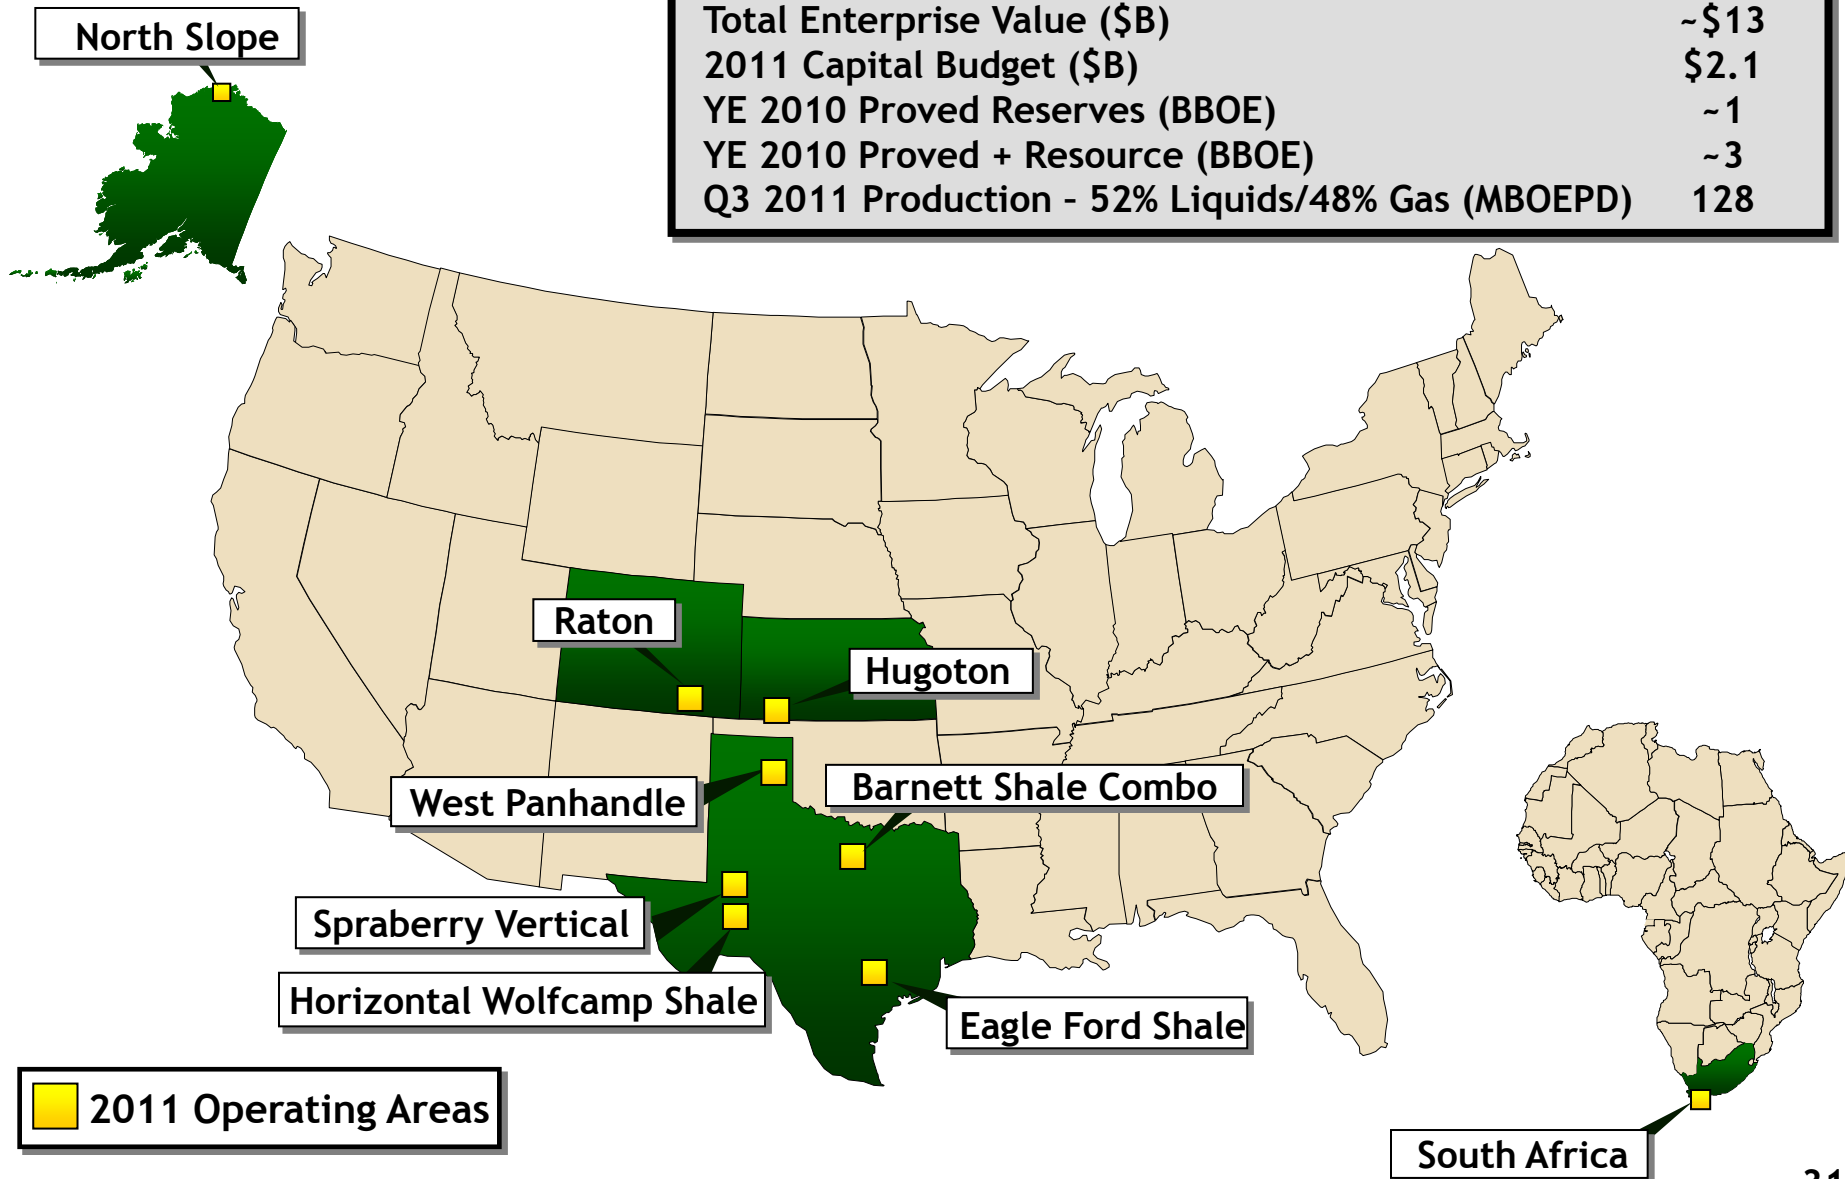 North Slope
Total Enterprise Value ($B) ~$13
2011 Capital Budget ($B) $2.1
YE 2010 Proved Reserves (BBOE) ~1
YE 2010 Proved + Resource (BBOE) ~3
Q3 2011 Production – 52% Liquids/48% Gas (MBOEPD) 128
Raton
Hugoton
West Panhandle
Barnett Shale Combo
Spraberry Vertical
Horizontal Wolfcamp Shale
Eagle Ford Shale
2011 Operating Areas
South Africa